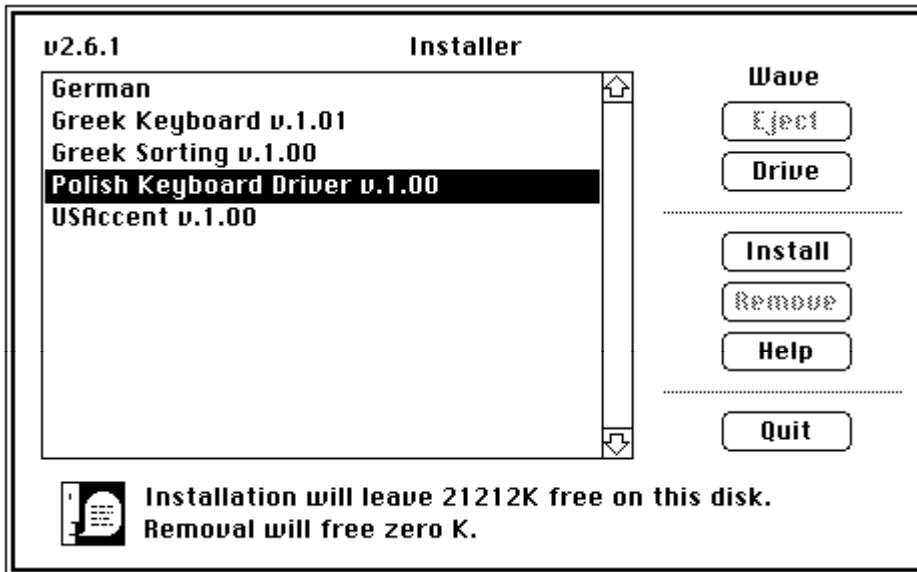 v2.6.1
Installer
German
Greek Keyboard v.1.01
Greek Sorting v.1.00
Polish Keyboard Driver v.1.00
USAccent v.1.00
Wave
Eject
Drive
Install
Remove
Help
Quit
Installation will leave 21212K free on this disk.
Removal will free zero K.